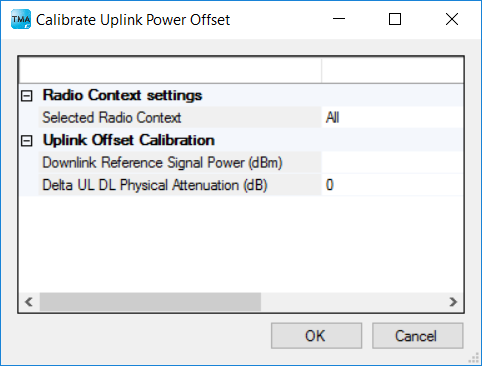 TMA Calibrate Uplink Power Offset
Radio Context settings
Selected Radio Context All
Uplink Offset Calibration
Downlink Reference Signal Power (dBm)
Delta UL DL Physical Attenuation (dB) 0
OK Cancel